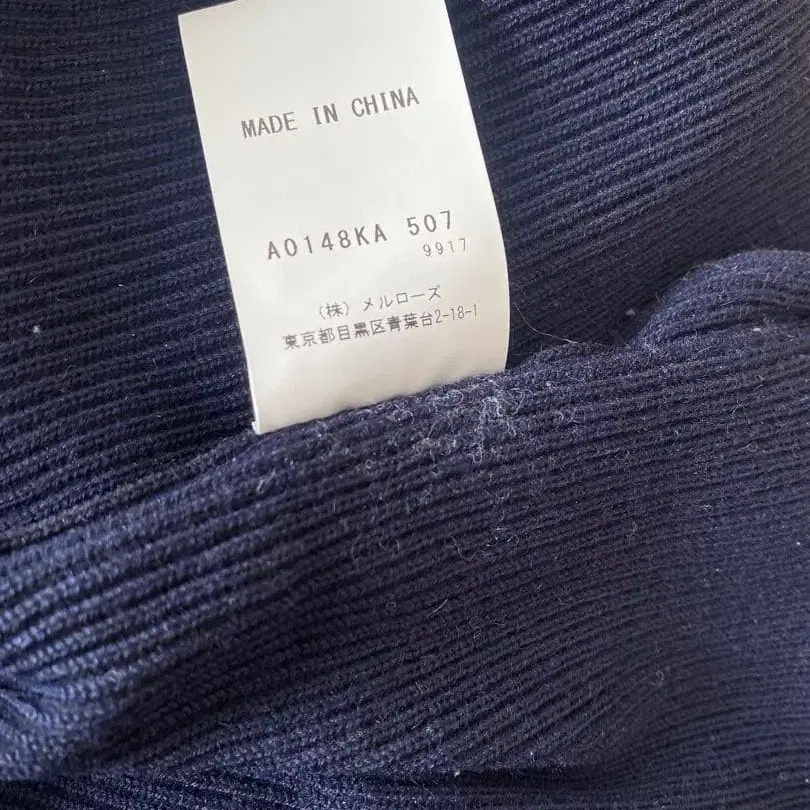 MADE IN CHINA
A0148KA 507
9917
(株)メルローズ
東京都目黒区青葉台2-18-1